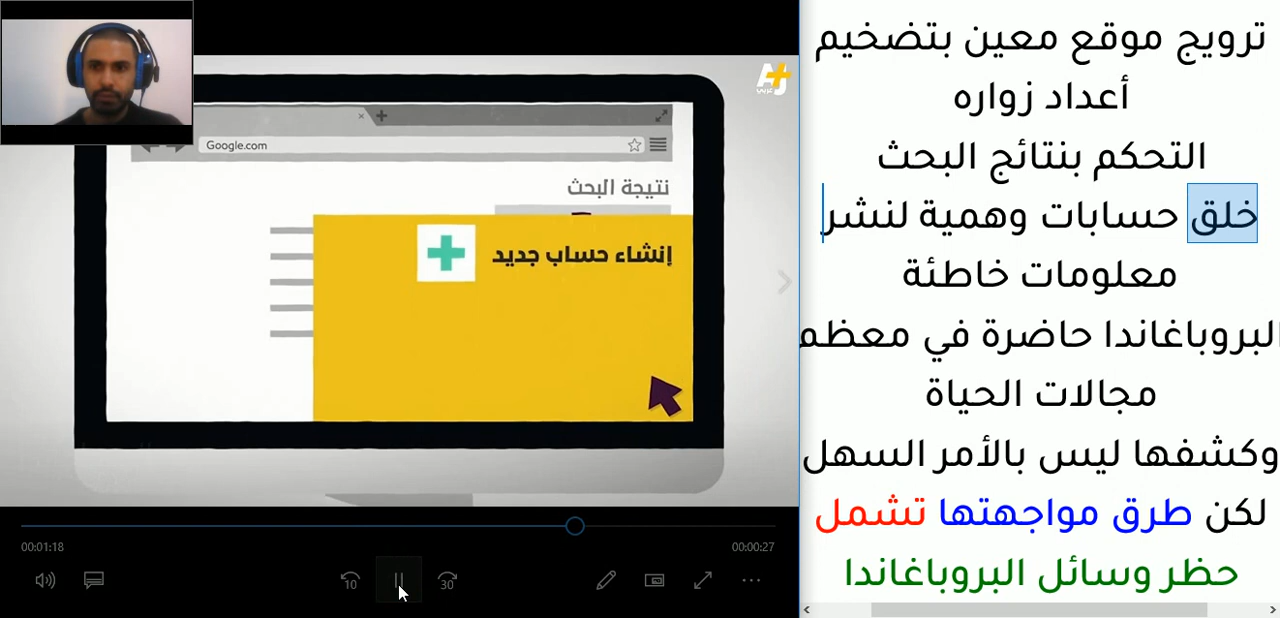 عربي
Google.com
نتيجة البحث
إنشاء حساب جديد
00:01:18
00:00:27
10
30
ترويج موقع معين بتضخيم
أعداد زواره
التحكم بنتائج البحث
خلق حسابات وهمية لنشر
معلومات خاطئة
البروباغاندا حاضرة في معظم
مجالات الحياة
وكشفها ليس بالأمر السهل
لكن طرق مواجهتها تشمل
حظر وسائل البروباغاندا